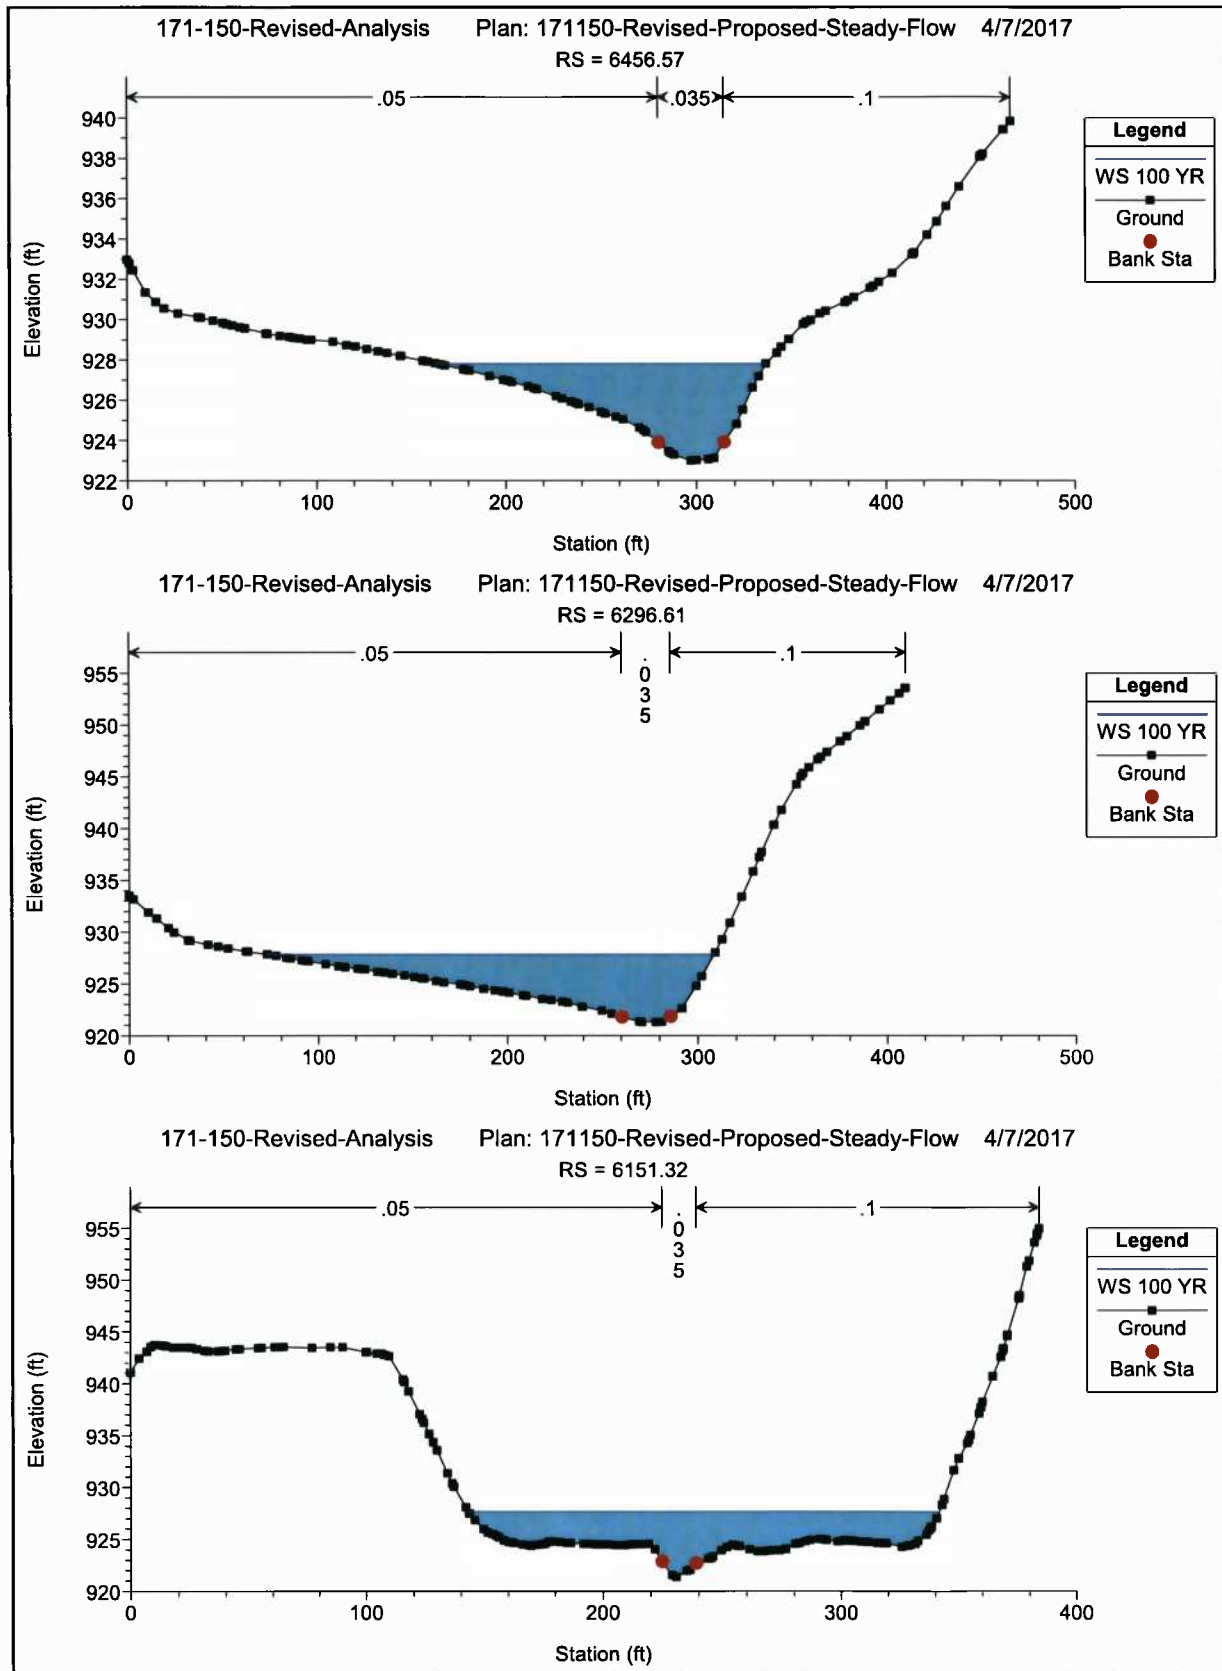 171-150-Revised-Analysis Plan: 171150-Revised-Proposed-Steady-Flow 4/7/2017
RS = 6456.57
.05 .035 .1
940
938
936
934
932
930
928
926
924
922
Elevation (ft)
0 100 200 300 400 500
Station (ft)
Legend
WS 100 YR
Ground
Bank Sta
171-150-Revised-Analysis Plan: 171150-Revised-Proposed-Steady-Flow 4/7/2017
RS = 6296.61
.05 .035 .1
955
950
945
940
935
930
925
920
Elevation (ft)
0 100 200 300 400 500
Station (ft)
Legend
WS 100 YR
Ground
Bank Sta
171-150-Revised-Analysis Plan: 171150-Revised-Proposed-Steady-Flow 4/7/2017
RS = 6151.32
.05 .035 .1
955
950
945
940
935
930
925
920
Elevation (ft)
0 100 200 300 400
Station (ft)
Legend
WS 100 YR
Ground
Bank Sta